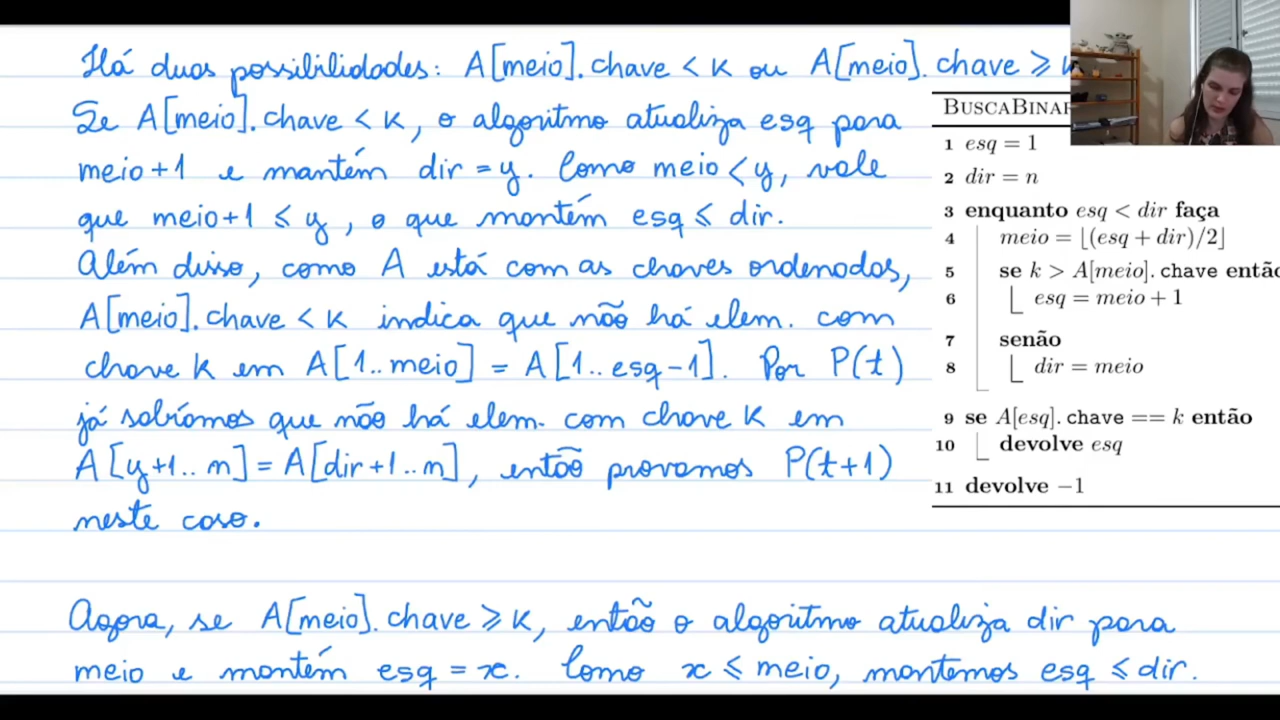 Há duas possibilidades: A[meio].chave < K ou A[meio].chave ⩾
Se A[meio].chave < K, o algoritmo atualiza esq para
meio+1 e mantém dir = y. Como meio < y, vale
que meio+1 ⩽ y, o que mantém esq ⩽ dir.
Além disso, como A está com as chaves ordenadas,
A[meio].chave < K indica que não há elem. com
chave K em A[1..meio] = A[1..esq-1]. Por P(t)
já sabíamos que não há elem. com chave K em
A[y+1..n] = A[dir+1..n], então provamos P(t+1)
neste caso.
Agora, se A[meio].chave ⩾ K, então o algoritmo atualiza dir para
meio e mantém esq = x. Como x ⩽ meio, mantemos esq ⩽ dir.
BUSCABINA
1 esq = 1
2 dir = n
3 enquanto esq < dir faça
4 meio = ⌊(esq + dir)/2⌋
5 se k > A[meio].chave então
6 esq = meio + 1
7 senão
8 dir = meio
9 se A[esq].chave == k então
10 devolve esq
11 devolve −1